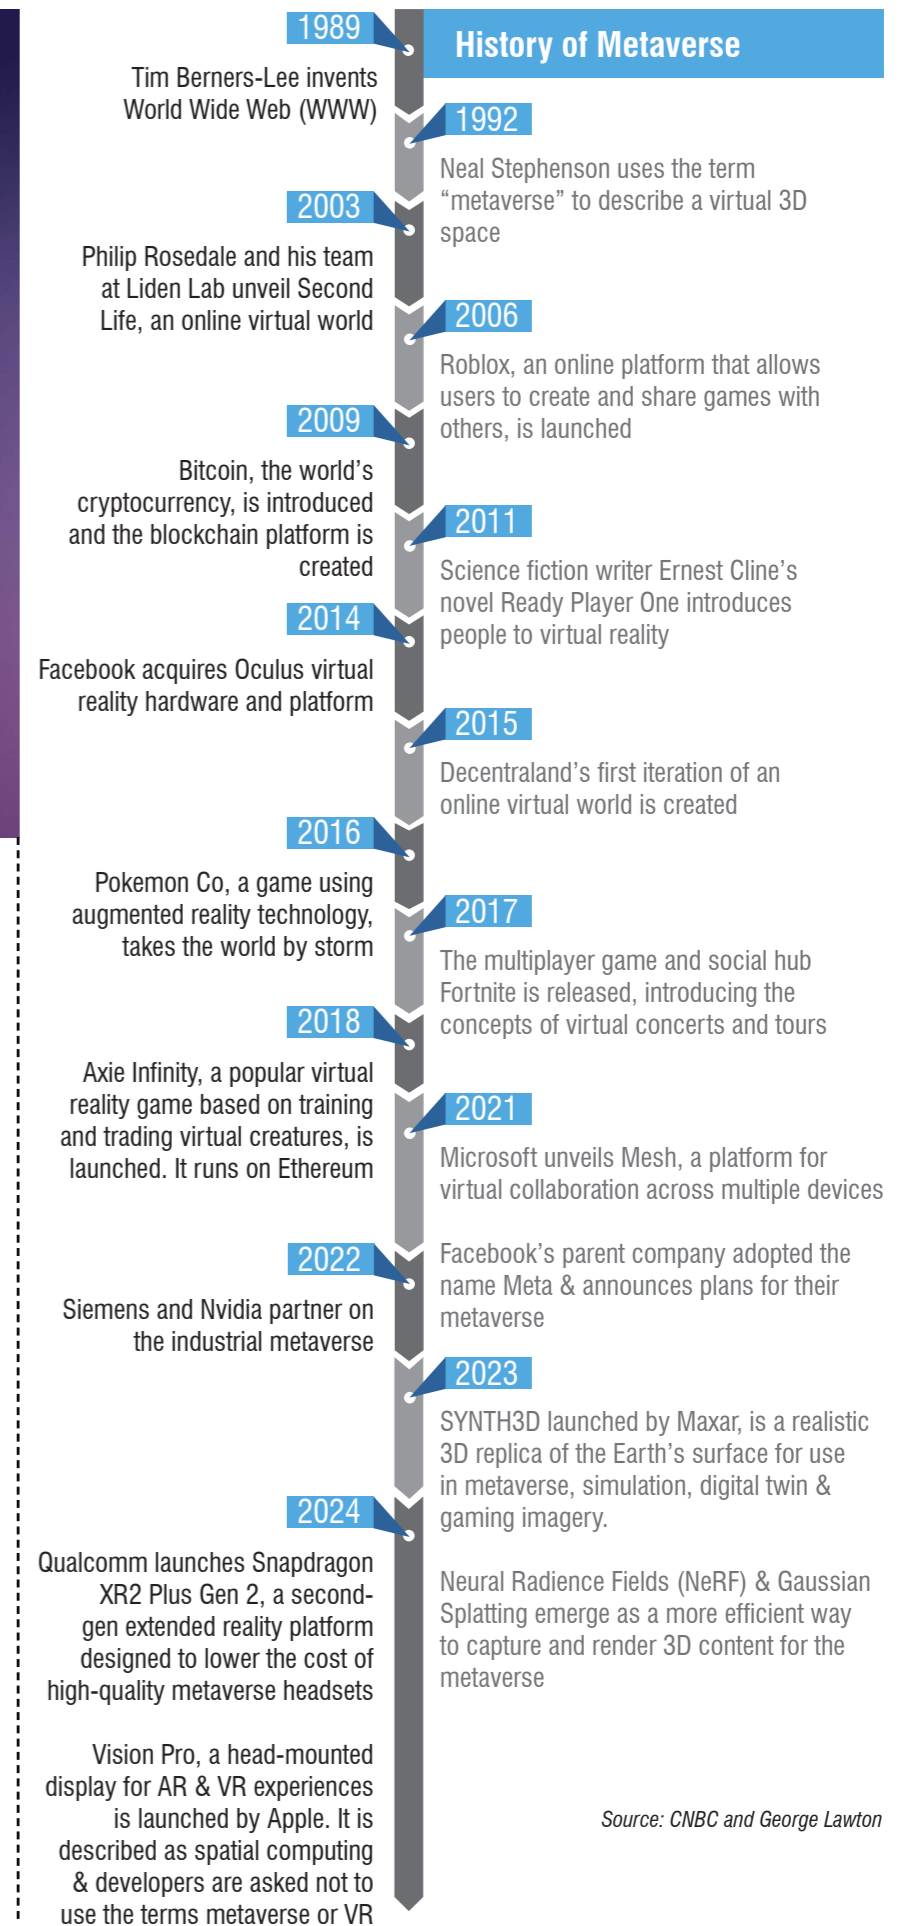 History of Metaverse
1989
Tim Berners-Lee invents
World Wide Web (WWW)
1992
Neal Stephenson uses the term
“metaverse” to describe a virtual 3D
space
2003
Philip Rosedale and his team
at Liden Lab unveil Second
Life, an online virtual world
2006
Roblox, an online platform that allows
users to create and share games with
others, is launched
2009
Bitcoin, the world’s
cryptocurrency, is introduced
and the blockchain platform is
created
2011
Science fiction writer Ernest Cline’s
novel Ready Player One introduces
people to virtual reality
2014
Facebook acquires Oculus virtual
reality hardware and platform
2015
Decentraland’s first iteration of an
online virtual world is created
2016
Pokemon Co, a game using
augmented reality technology,
takes the world by storm
2017
The multiplayer game and social hub
Fortnite is released, introducing the
concepts of virtual concerts and tours
2018
Axie Infinity, a popular virtual
reality game based on training
and trading virtual creatures, is
launched. It runs on Ethereum
2021
Microsoft unveils Mesh, a platform for
virtual collaboration across multiple devices
Facebook’s parent company adopted the
name Meta & announces plans for their
metaverse
2022
Siemens and Nvidia partner on
the industrial metaverse
2023
SYNTH3D launched by Maxar, is a realistic
3D replica of the Earth’s surface for use
in metaverse, simulation, digital twin &
gaming imagery.
Neural Radience Fields (NeRF) & Gaussian
Splatting emerge as a more efficient way
to capture and render 3D content for the
metaverse
2024
Qualcomm launches Snapdragon
XR2 Plus Gen 2, a second-
gen extended reality platform
designed to lower the cost of
high-quality metaverse headsets
Vision Pro, a head-mounted
display for AR & VR experiences
is launched by Apple. It is
described as spatial computing
& developers are asked not to
use the terms metaverse or VR
Source: CNBC and George Lawton